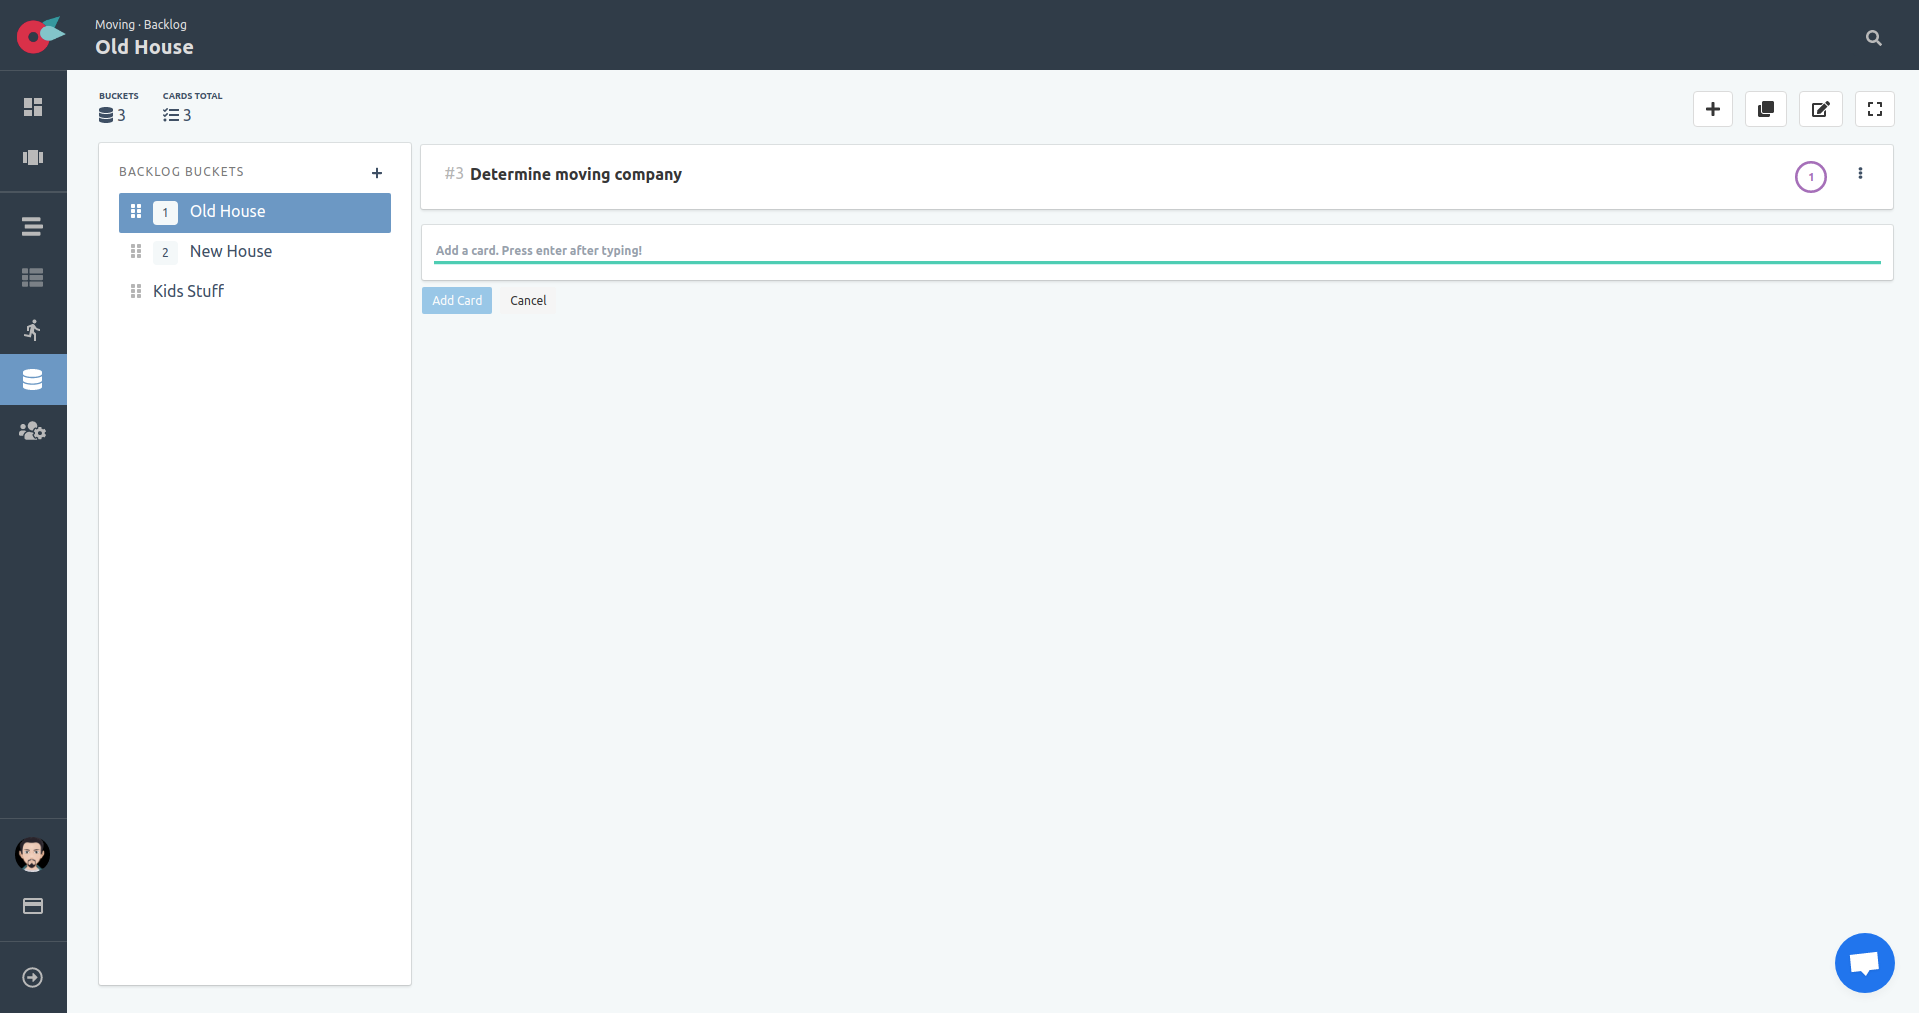 Moving · Backlog
Old House
BUCKETS
3
CARDS TOTAL
3
BACKLOG BUCKETS
1 Old House
2 New House
Kids Stuff
#3 Determine moving company
1
Add a card. Press enter after typing!
Add Card
Cancel